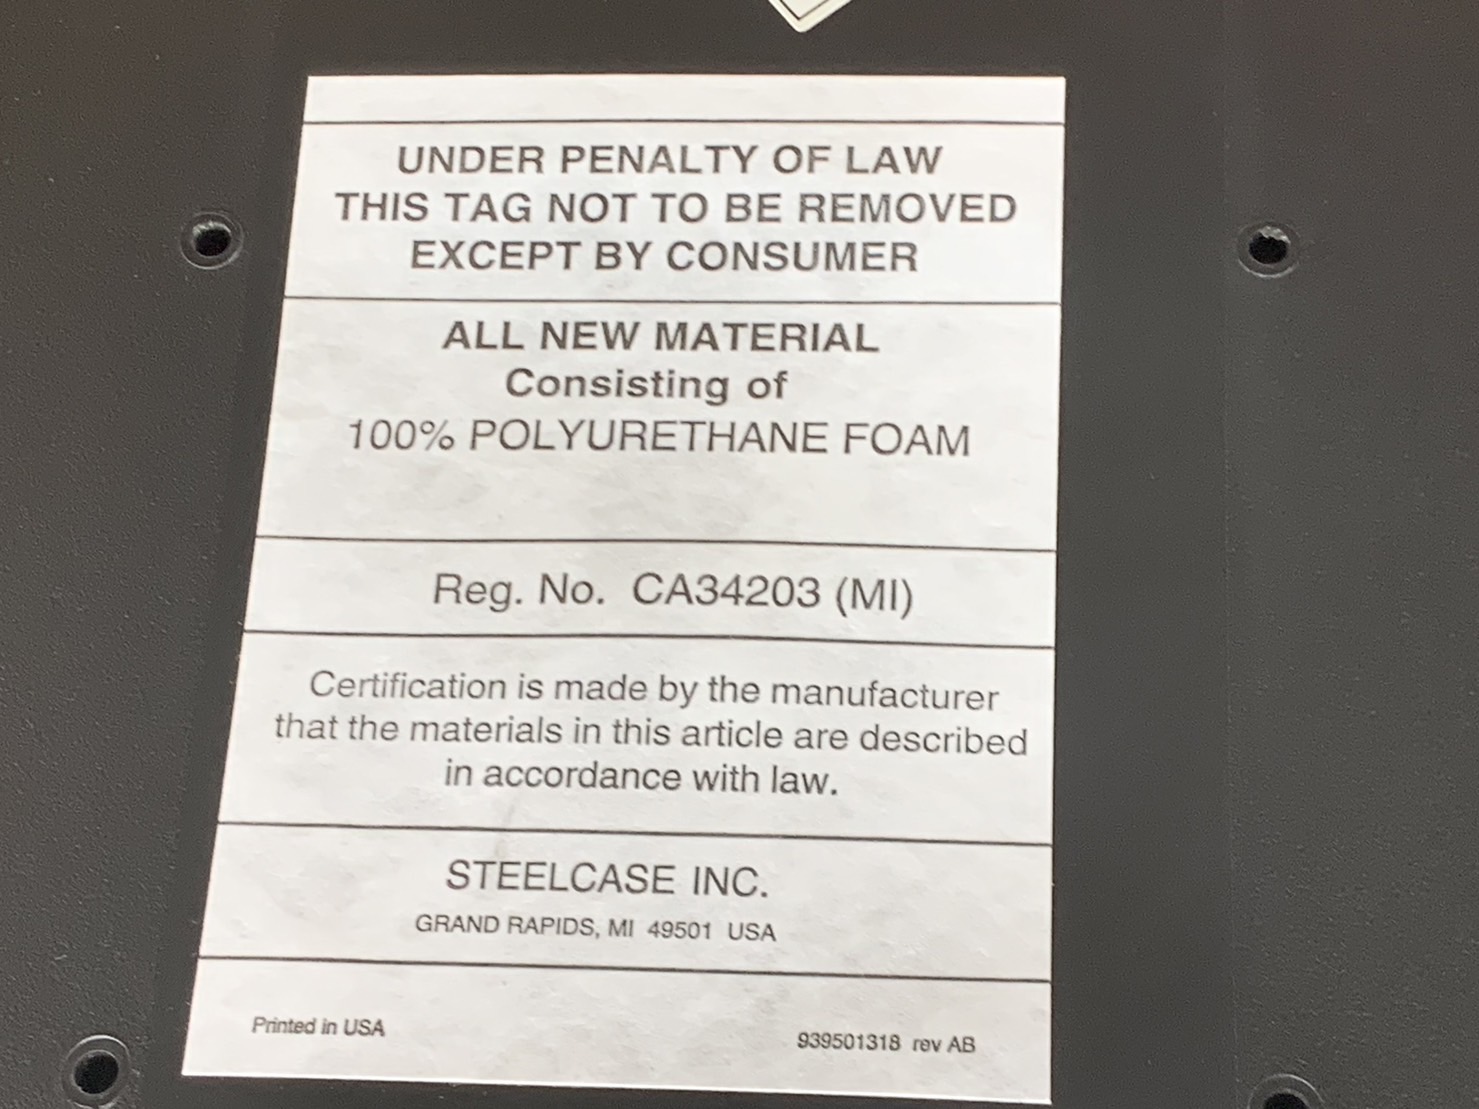 UNDER PENALTY OF LAW
THIS TAG NOT TO BE REMOVED
EXCEPT BY CONSUMER
ALL NEW MATERIAL
Consisting of
100% POLYURETHANE FOAM
Reg. No. CA34203 (MI)
Certification is made by the manufacturer
that the materials in this article are described
in accordance with law.
STEELCASE INC.
GRAND RAPIDS, MI 49501 USA
Printed in USA
939501318 rev AB